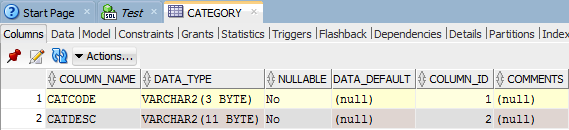 Start Page Test CATEGORY
Columns Data Model Constraints Grants Statistics Triggers Flashback Dependencies Details Partitions Index
Actions...
COLUMN_NAME DATA_TYPE NULLABLE DATA_DEFAULT COLUMN_ID COMMENTS
1 CATCODE VARCHAR2(3 BYTE) No (null) 1 (null)
2 CATDESC VARCHAR2(11 BYTE) No (null) 2 (null)